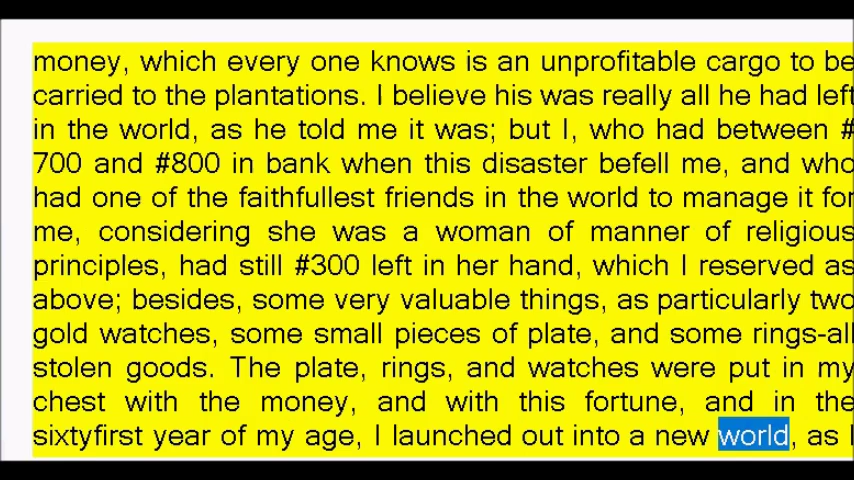 money, which every one knows is an unprofitable cargo to be
carried to the plantations. I believe his was really all he had left
in the world, as he told me it was; but I, who had between #
700 and #800 in bank when this disaster befell me, and who
had one of the faithfullest friends in the world to manage it for
me, considering she was a woman of manner of religious
principles, had still #300 left in her hand, which I reserved as
above; besides, some very valuable things, as particularly two
gold watches, some small pieces of plate, and some rings-all
stolen goods. The plate, rings, and watches were put in my
chest with the money, and with this fortune, and in the
sixtyfirst year of my age, I launched out into a new world, as I